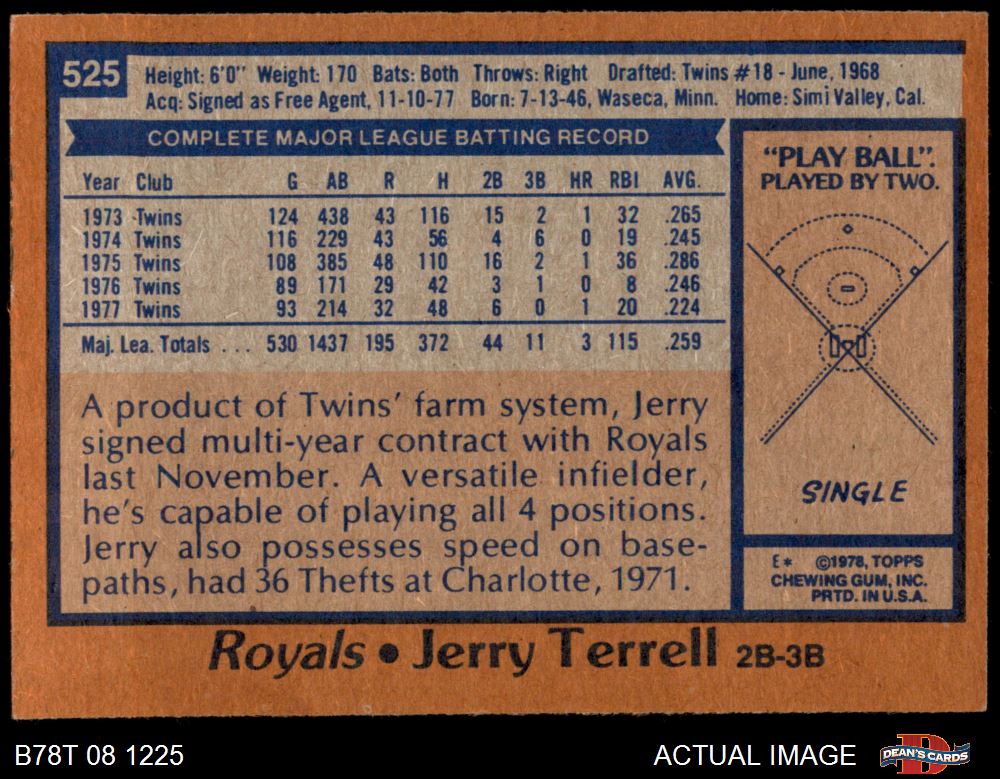 525
Height: 6'0" Weight: 170 Bats: Both Throws: Right Drafted: Twins #18 - June, 1968
Acq: Signed as Free Agent, 11-10-77 Born: 7-13-46, Waseca, Minn. Home: Simi Valley, Cal.
COMPLETE MAJOR LEAGUE BATTING RECORD
Year Club G AB R H 2B 3B HR RBI AVG.
1973 Twins 124 438 43 116 15 2 1 32 .265
1974 Twins 116 229 43 56 4 6 0 19 .245
1975 Twins 108 385 48 110 16 2 1 36 .286
1976 Twins 89 171 29 42 3 1 0 8 .246
1977 Twins 93 214 32 48 6 0 1 20 .224
Maj. Lea. Totals . . . 530 1437 195 372 44 11 3 115 .259
A product of Twins' farm system, Jerry
signed multi-year contract with Royals
last November. A versatile infielder,
he's capable of playing all 4 positions.
Jerry also possesses speed on base-
paths, had 36 Thefts at Charlotte, 1971.
"PLAY BALL".
PLAYED BY TWO.
SINGLE
E* ©1978, TOPPS
CHEWING GUM, INC.
PRTD. IN U.S.A.
Royals • Jerry Terrell 2B-3B
B78T 08 1225
ACTUAL IMAGE
DEAN'S CARDS